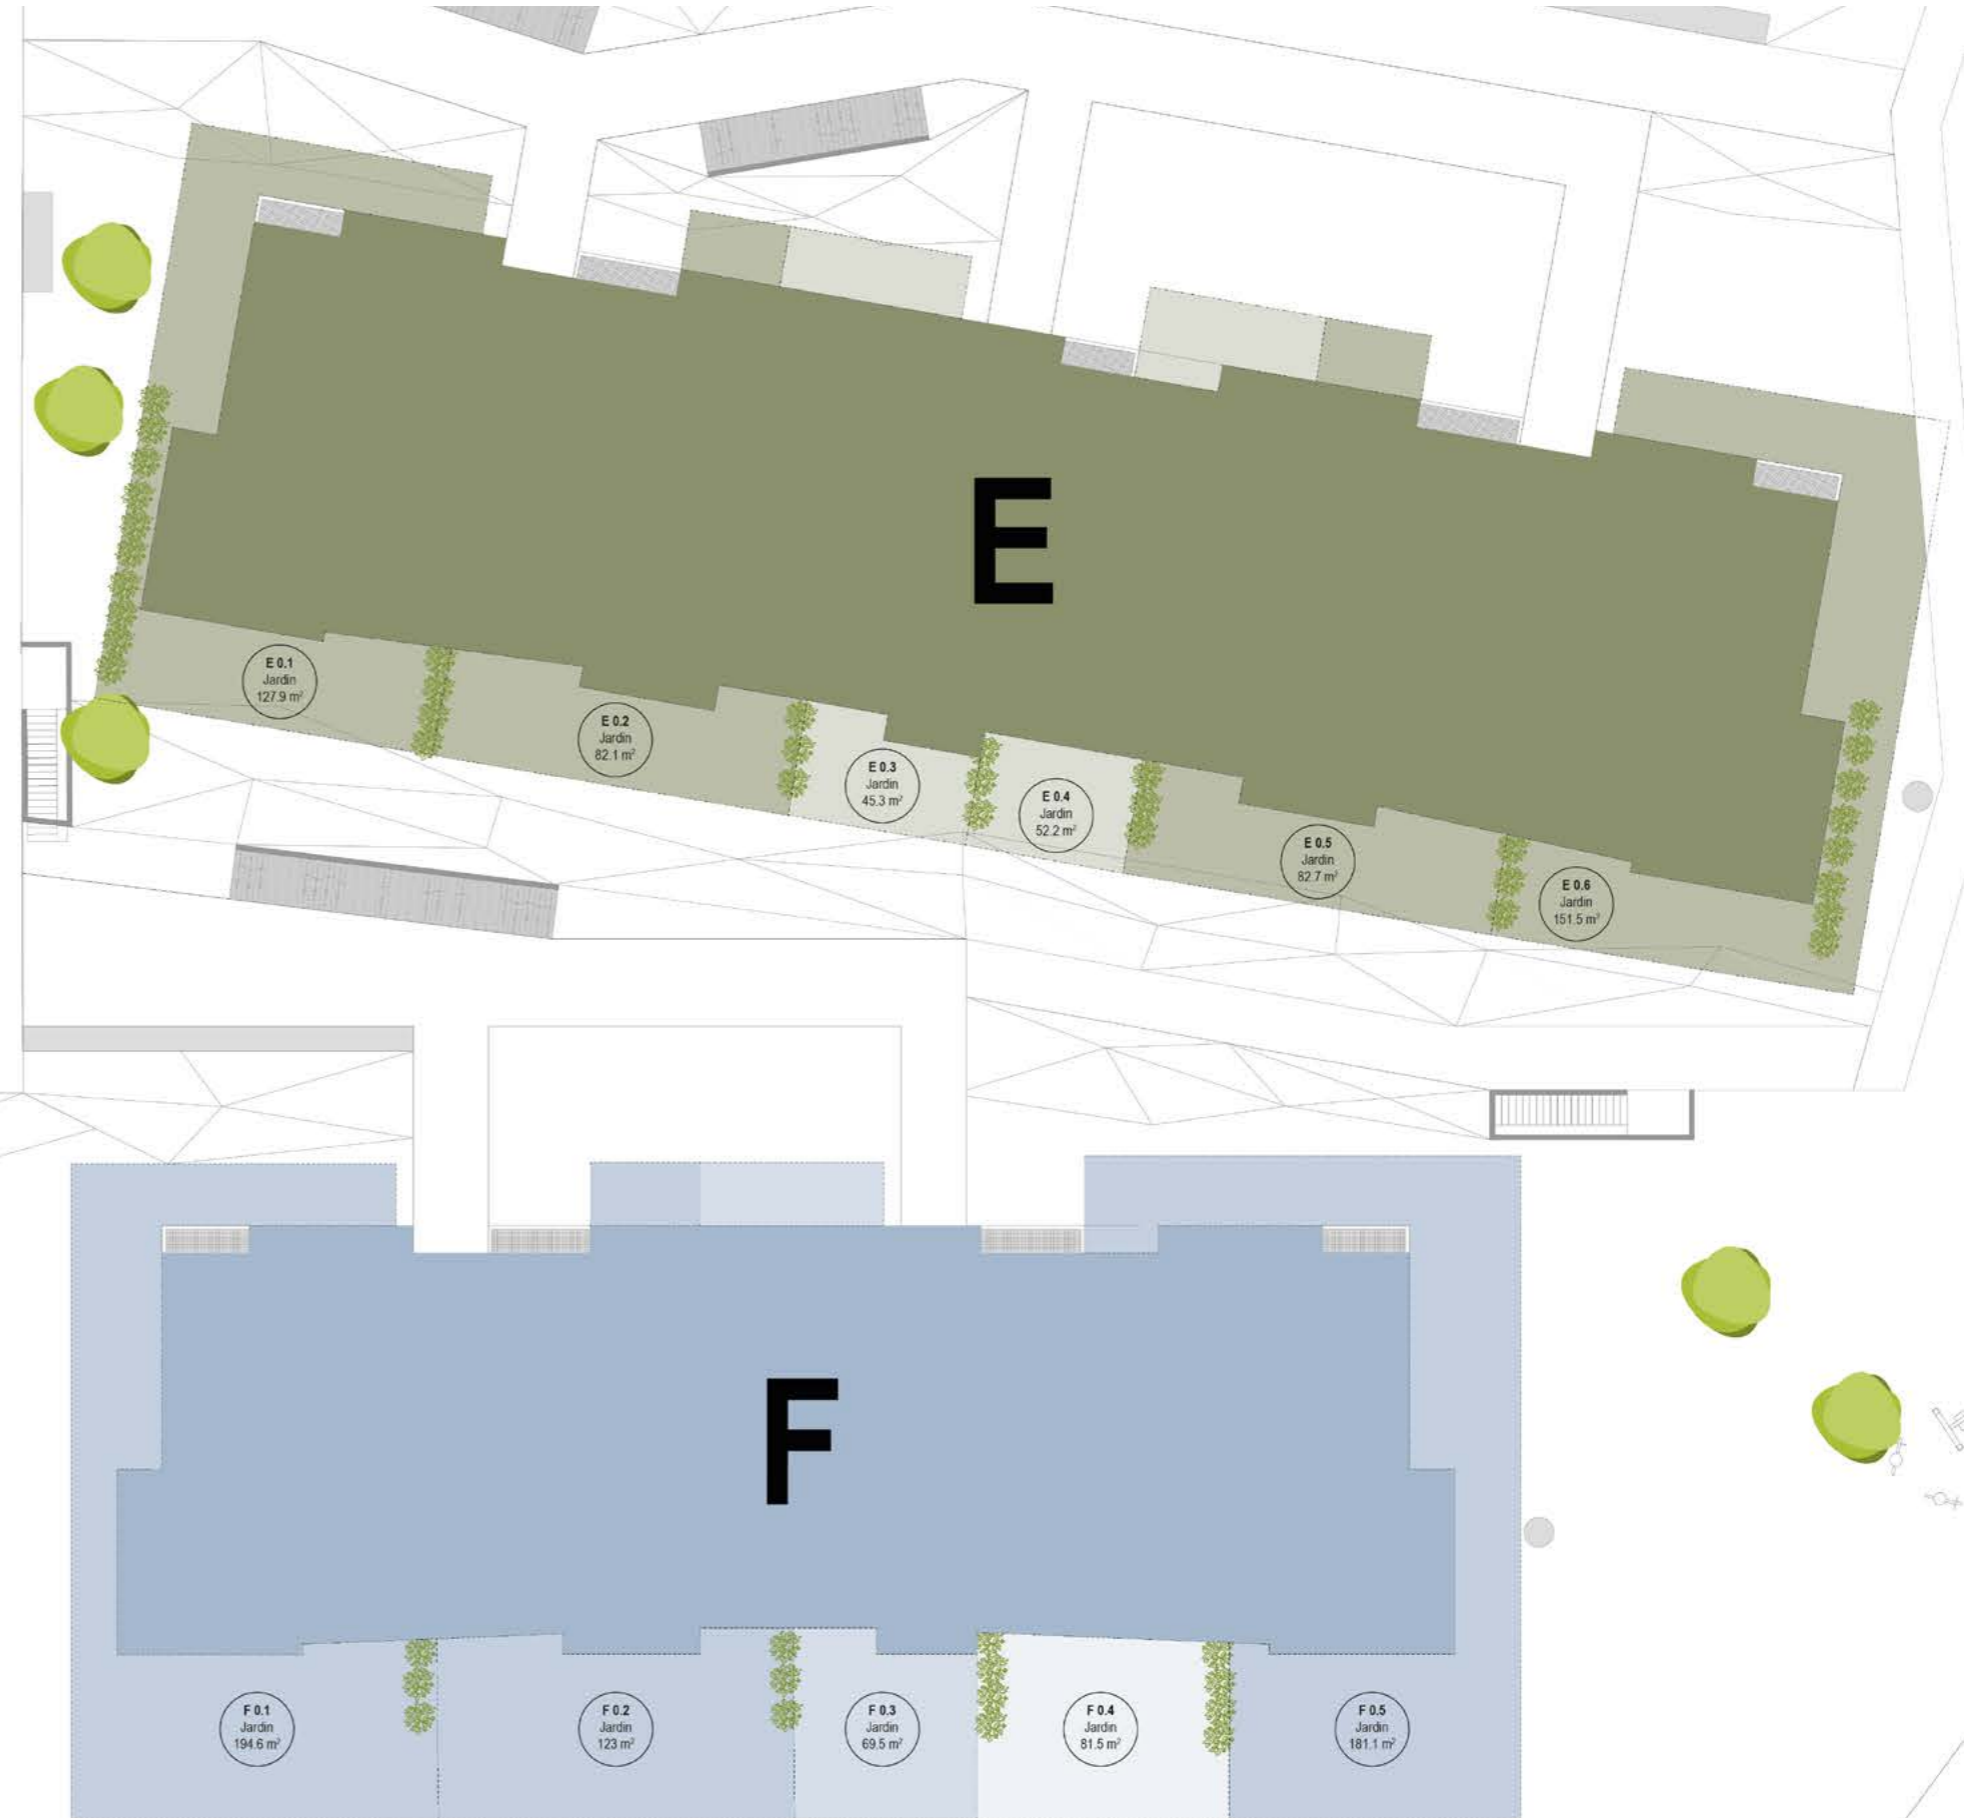 E
E 0.1
Jardin
127.9 m²
E 0.2
Jardin
82.1 m²
E 0.3
Jardin
45.3 m²
E 0.4
Jardin
52.2 m²
E 0.5
Jardin
82.7 m²
E 0.6
Jardin
151.5 m²
F
F 0.1
Jardin
194.6 m²
F 0.2
Jardin
123 m²
F 0.3
Jardin
69.5 m²
F 0.4
Jardin
81.5 m²
F 0.5
Jardin
181.1 m²